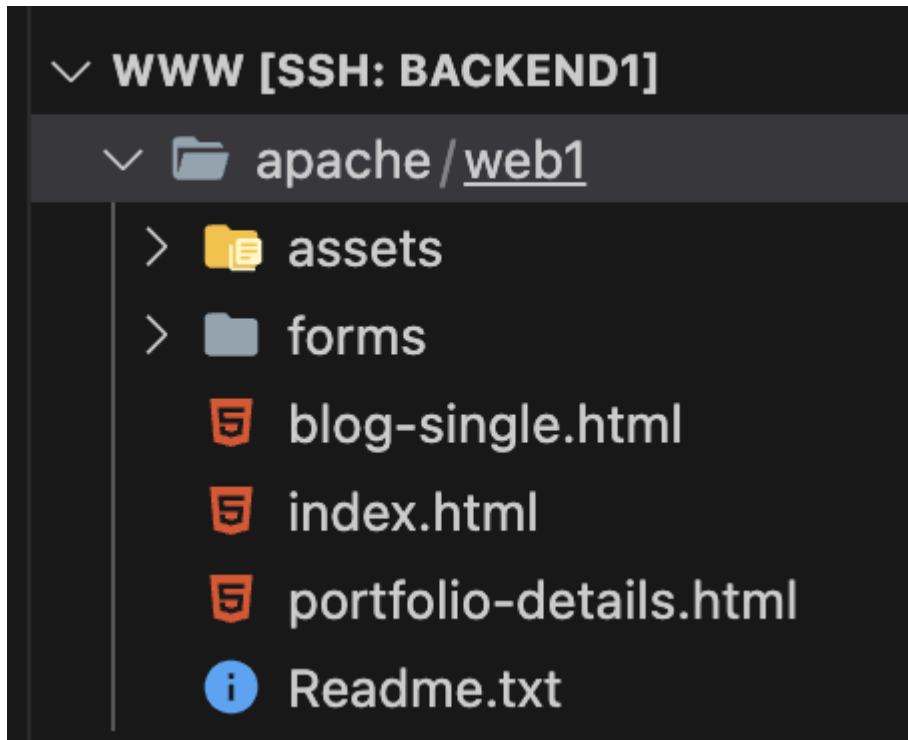 WWW [SSH: BACKEND1]
apache/web1
assets
forms
blog-single.html
index.html
portfolio-details.html
Readme.txt